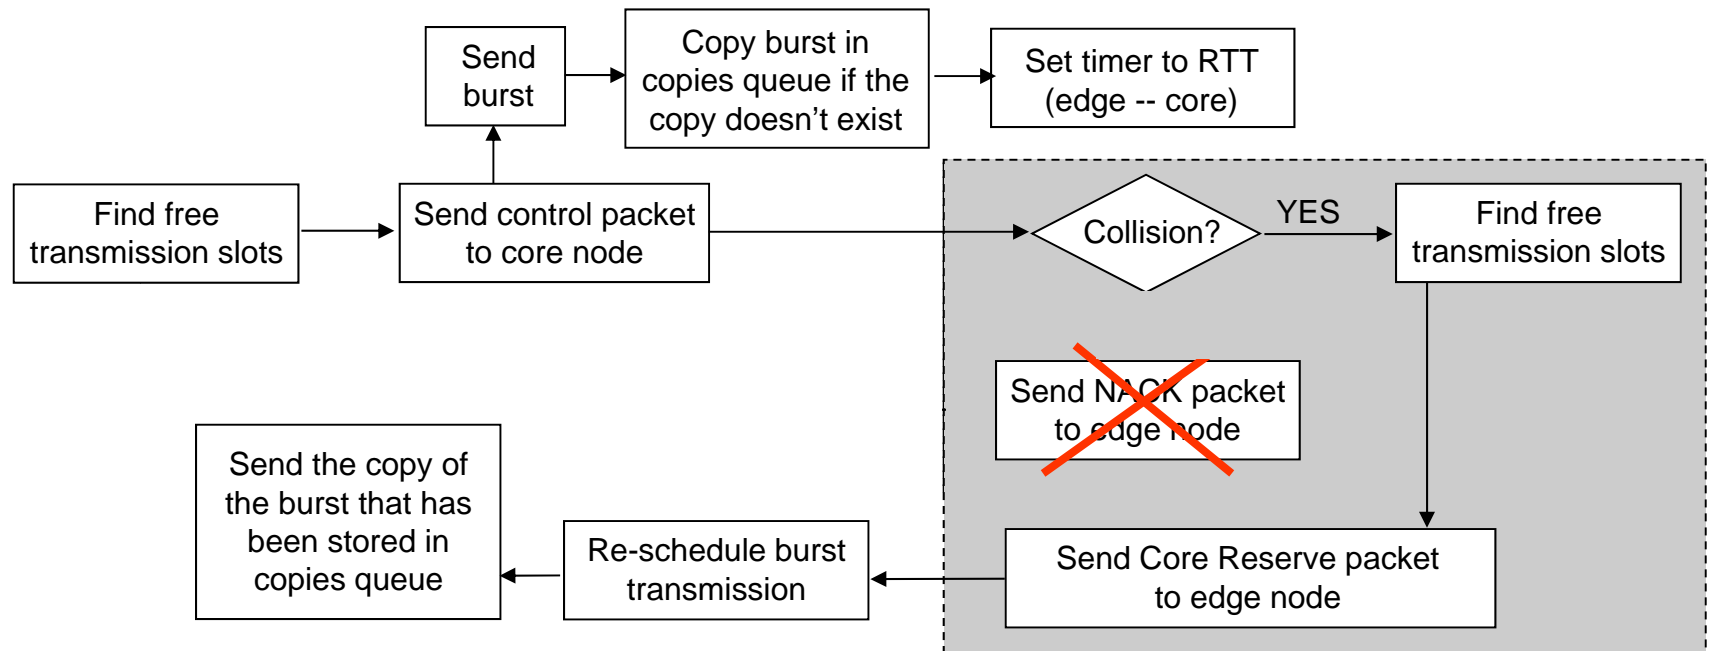 Send
burst
Copy burst in
copies queue if the
copy doesn't exist
Set timer to RTT
(edge -- core)
Find free
transmission slots
Send control packet
to core node
Collision?
YES
Find free
transmission slots
Send NACK packet
to edge node
Send the copy of
the burst that has
been stored in
copies queue
Re-schedule burst
transmission
Send Core Reserve packet
to edge node